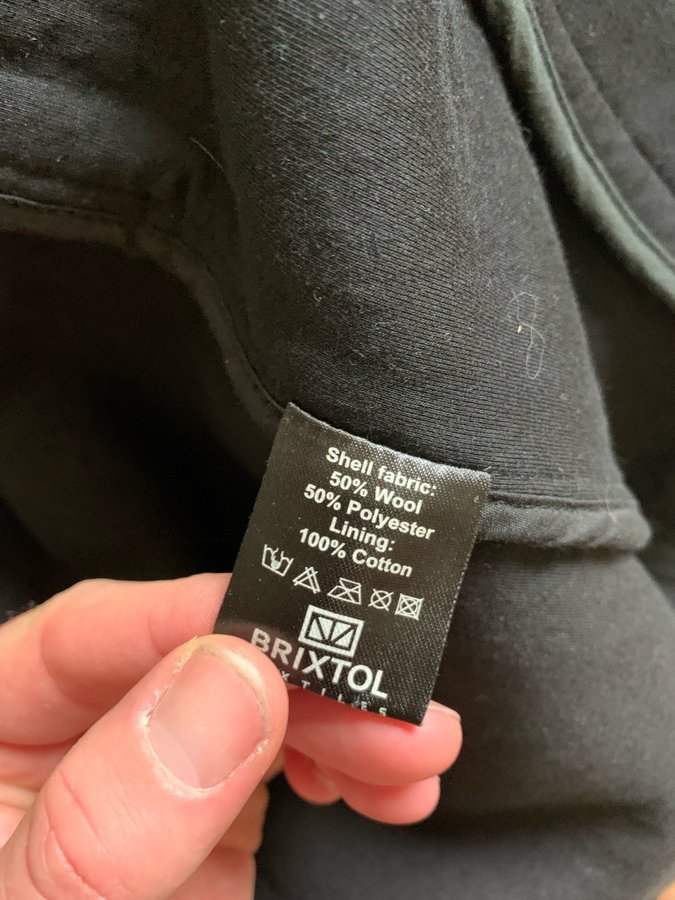 Shell fabric:
50% Wool
50% Polyester
Lining:
100% Cotton
BRIXTOL